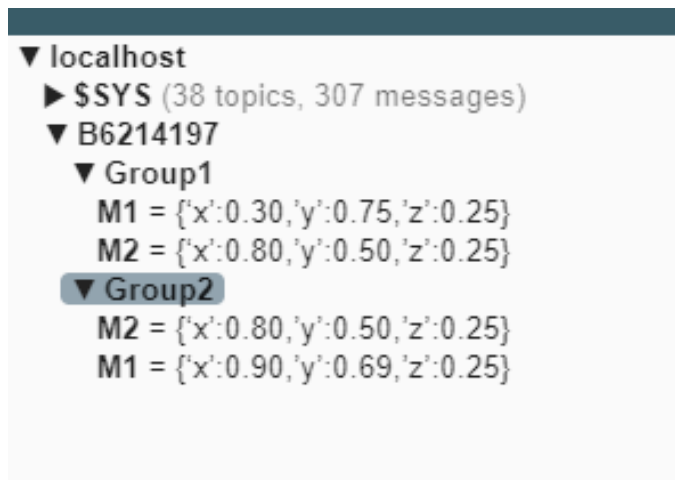 ▼ localhost
▶ $SYS (38 topics, 307 messages)
▼ B6214197
▼ Group1
M1 = {‘x’:0.30,’y’:0.75,’z’:0.25}
M2 = {‘x’:0.80,’y’:0.50,’z’:0.25}
▼ Group2
M2 = {‘x’:0.80,’y’:0.50,’z’:0.25}
M1 = {‘x’:0.90,’y’:0.69,’z’:0.25}